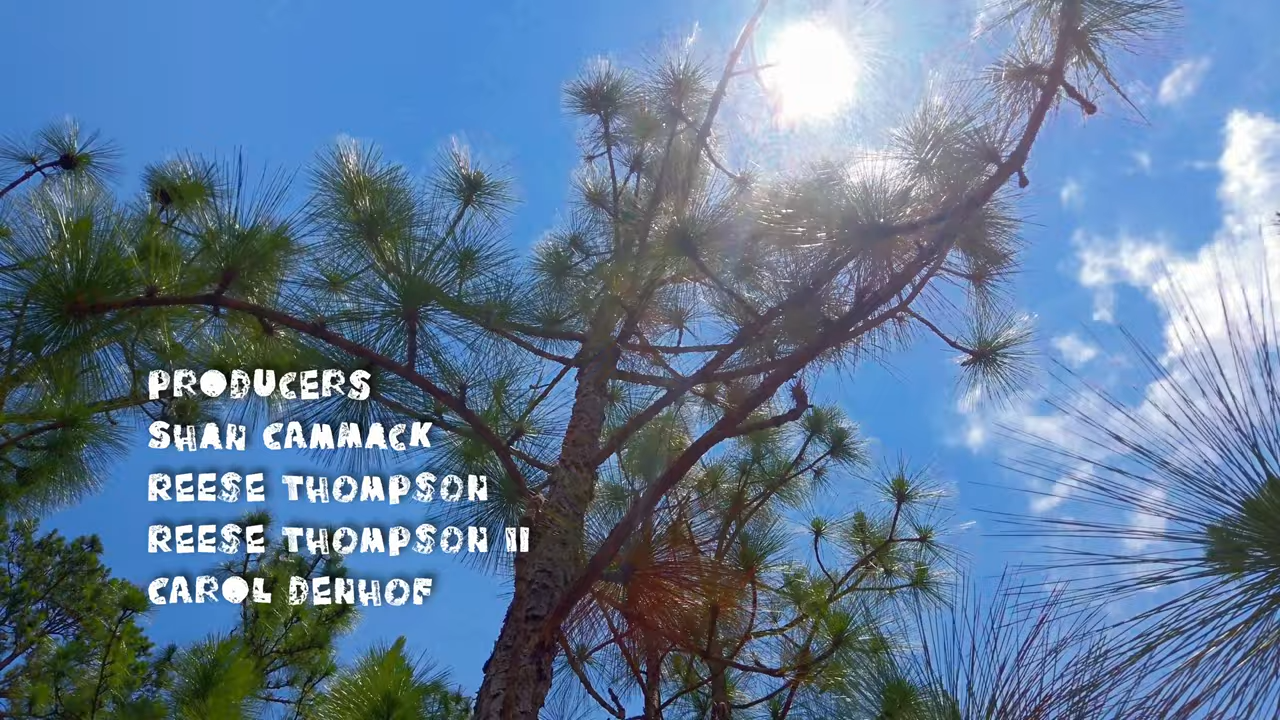 PRODUCERS
SHAN CAMMACK
REESE THOMPSON
REESE THOMPSON II
CAROL DENHOF